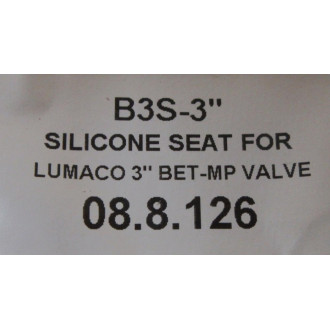 B3S-3"
SILICONE SEAT FOR
LUMACO 3" BET-MP VALVE
08.8.126